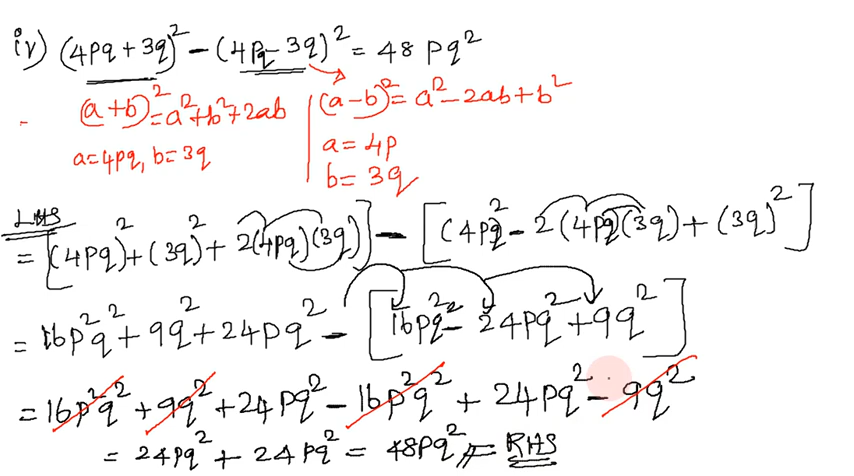 iv) (4pq + 3q)² – (4pq – 3q)² = 48 pq²
(a+b)² = a² + b² + 2ab
a = 4pq, b = 3q
(a – b)² = a² – 2ab + b²
a = 4p
b = 3q
LHS
= [(4pq)² + (3q)² + 2(4pq)(3q)] – [(4pq)² – 2(4pq)(3q) + (3q)²]
= 16p²q² + 9q² + 24pq² – [16pq² – 24pq² + 9q²]
= 16p²q² + 9q² + 24pq² – 16p²q² + 24pq² – 9q²
= 24pq² + 24pq² = 48pq² = RHS